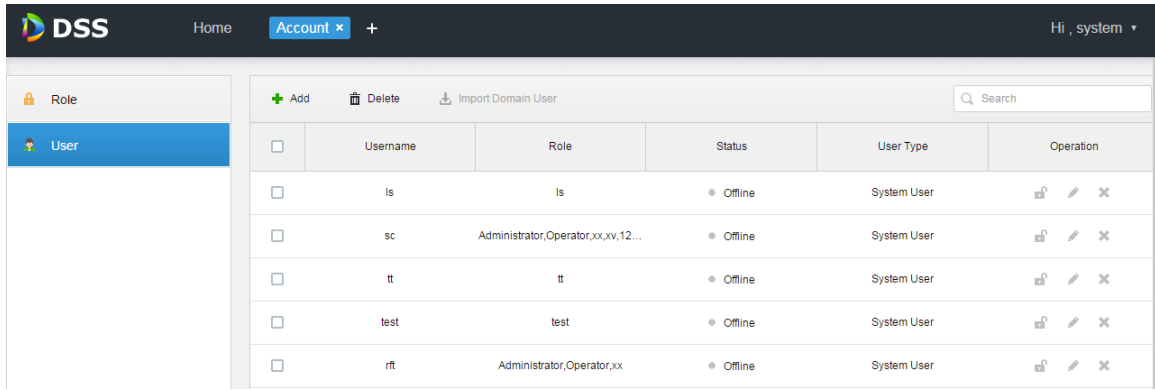 DSS Home Account × + Hi , system ▾
Role
Add Delete Import Domain User Search
User
Username Role Status User Type Operation
ls ls Offline System User
sc Administrator,Operator,xx,xv,12... Offline System User
tt tt Offline System User
test test Offline System User
rft Administrator,Operator,xx Offline System User